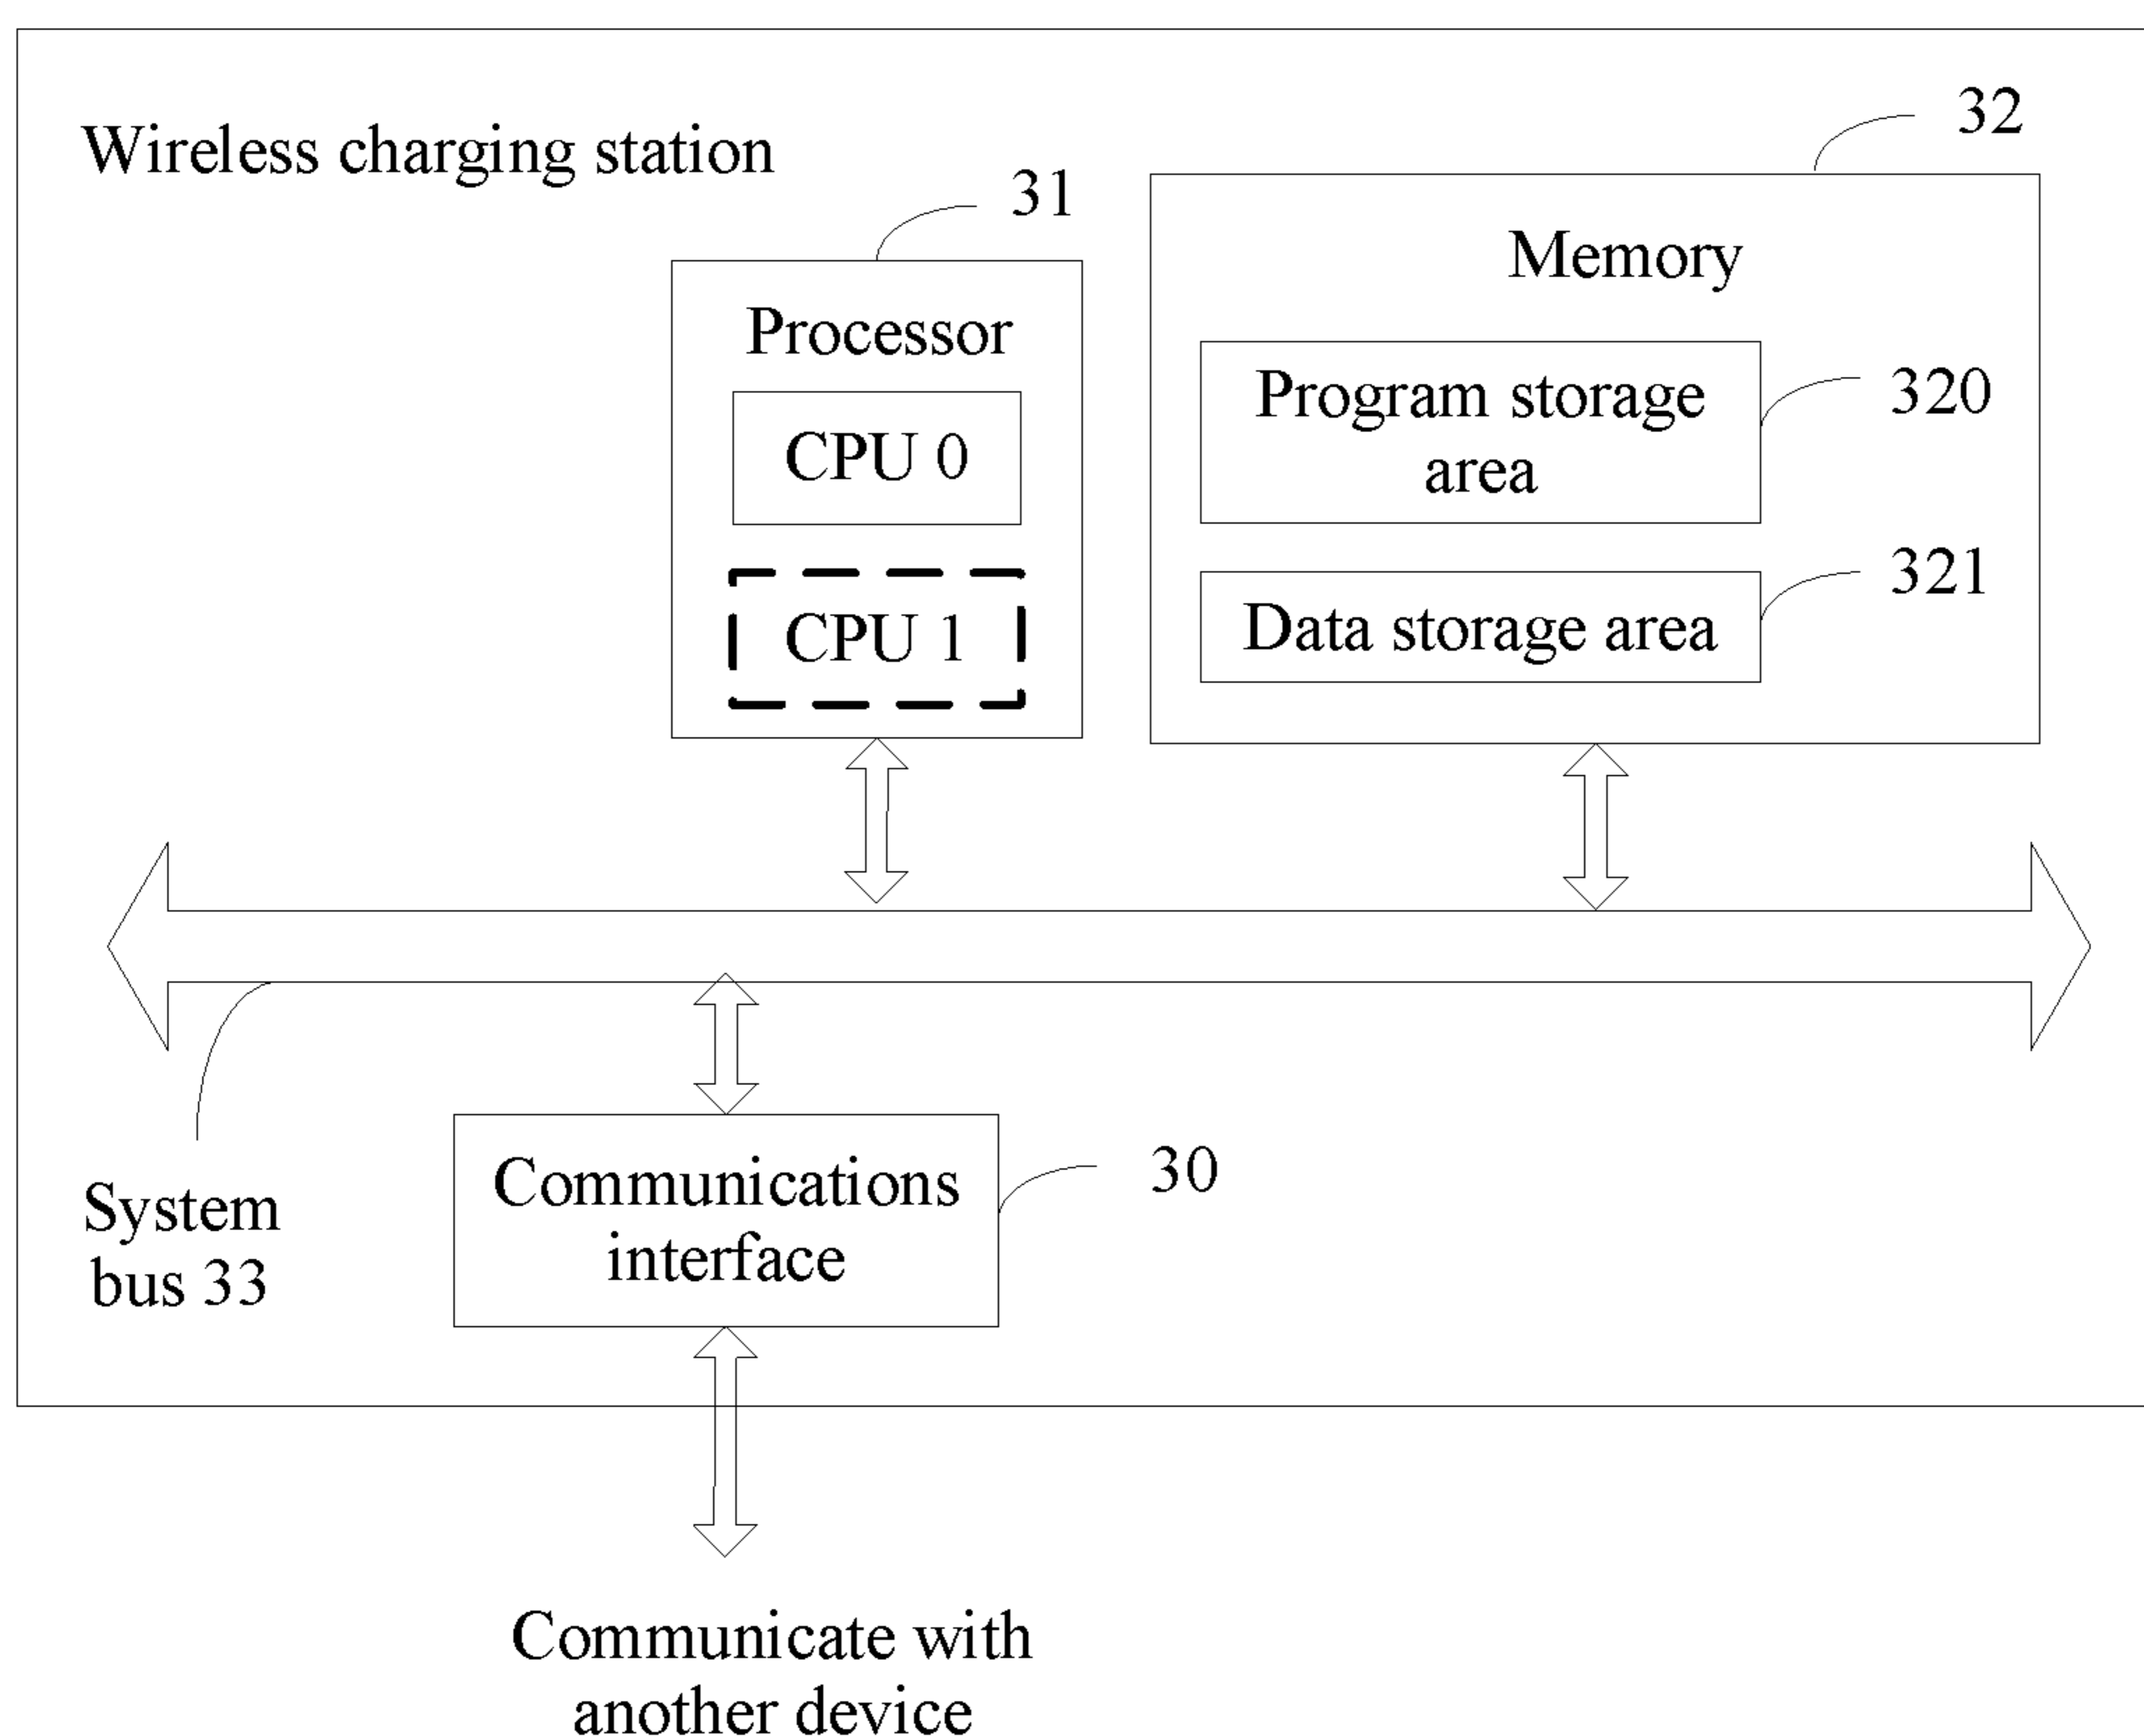 Wireless charging station
31
32
Processor
CPU 0
CPU 1
Memory
Program storage
area
320
Data storage area
321
System
bus 33
Communications
interface
30
Communicate with
another device